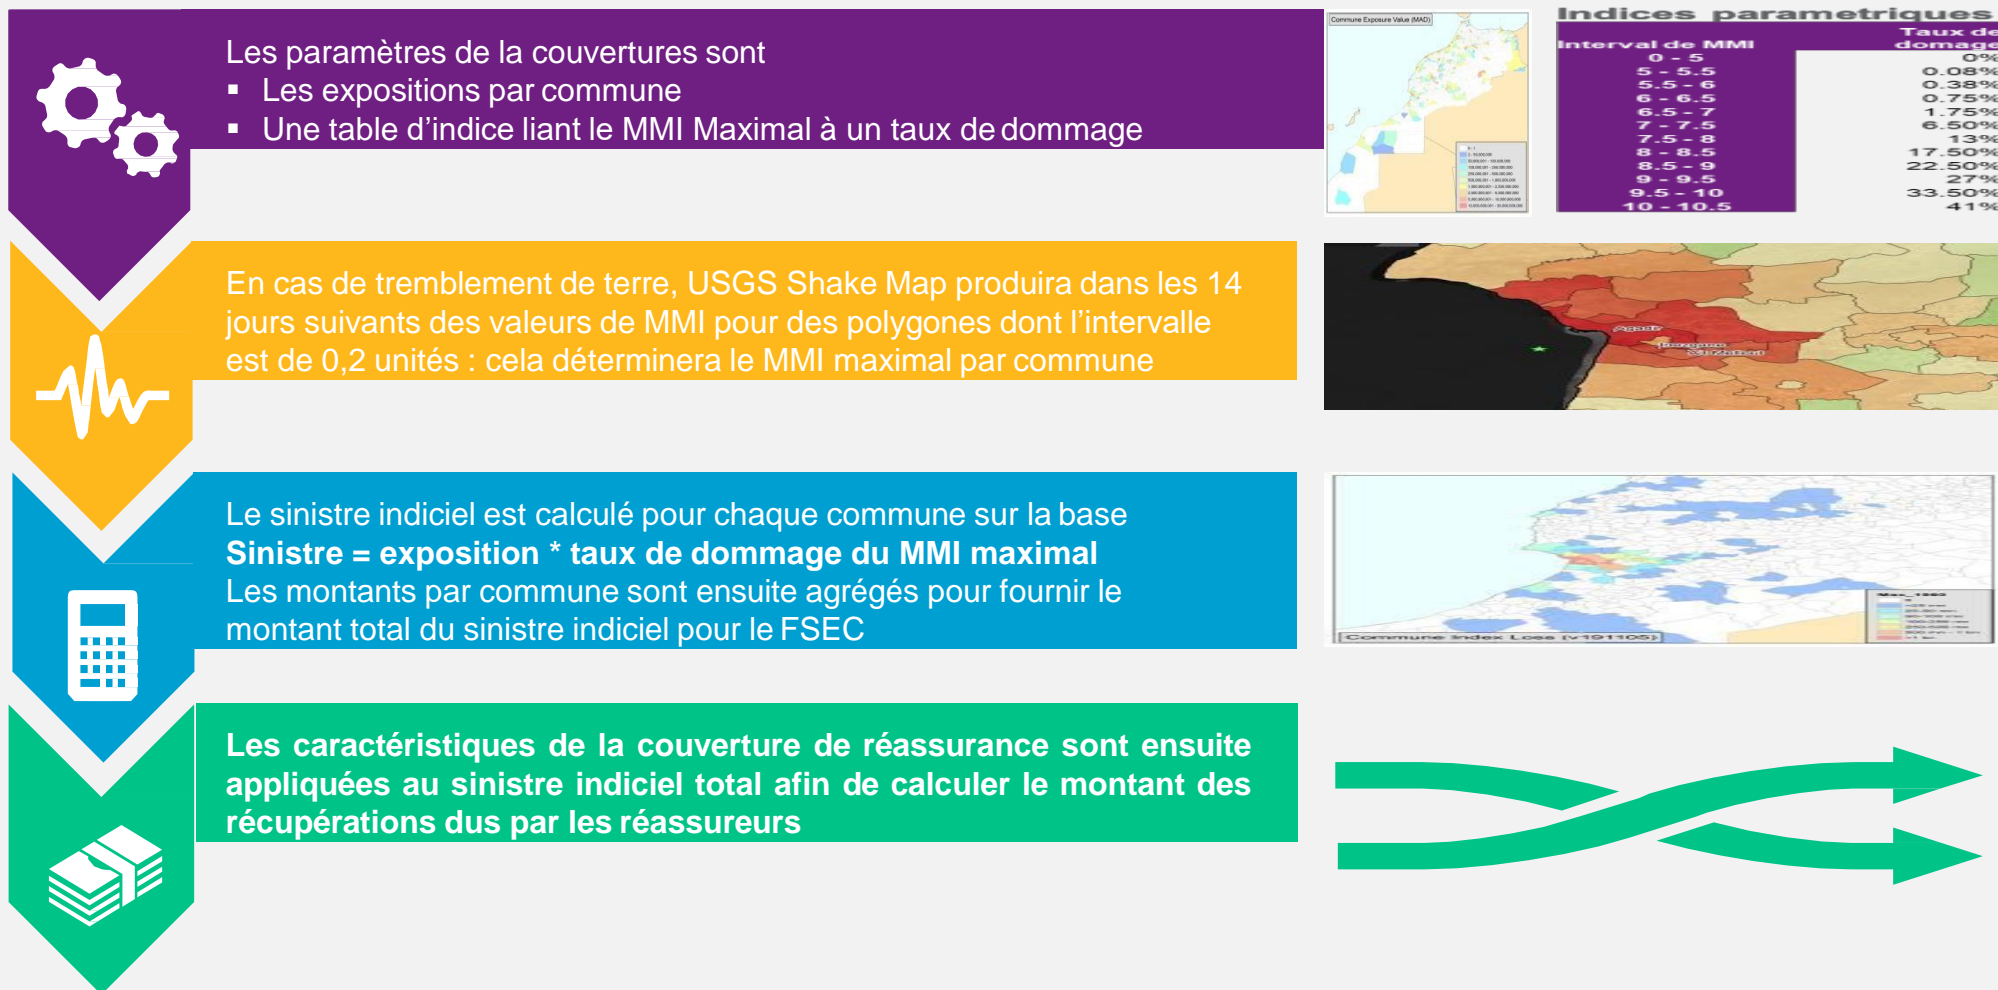 Les paramètres de la couvertures sont
▪ Les expositions par commune
▪ Une table d’indice liant le MMI Maximal à un taux de dommage
Commune Exposure Value (MAD)
Indices parametriques
Interval de MMI Taux de domage
0 - 5 0%
5 - 5.5 0.08%
5.5 - 6 0.38%
6 - 6.5 0.75%
6.5 - 7 1.75%
7 - 7.5 6.50%
7.5 - 8 13%
8 - 8.5 17.50%
8.5 - 9 22.50%
9 - 9.5 27%
9.5 - 10 33.50%
10 - 10.5 41%
En cas de tremblement de terre, USGS Shake Map produira dans les 14
jours suivants des valeurs de MMI pour des polygones dont l’intervalle
est de 0,2 unités : cela déterminera le MMI maximal par commune
Agadir
Le sinistre indiciel est calculé pour chaque commune sur la base
Sinistre = exposition * taux de dommage du MMI maximal
Les montants par commune sont ensuite agrégés pour fournir le
montant total du sinistre indiciel pour le FSEC
Commune Index Loss (v191105)
Les caractéristiques de la couverture de réassurance sont ensuite
appliquées au sinistre indiciel total afin de calculer le montant des
récupérations dus par les réassureurs